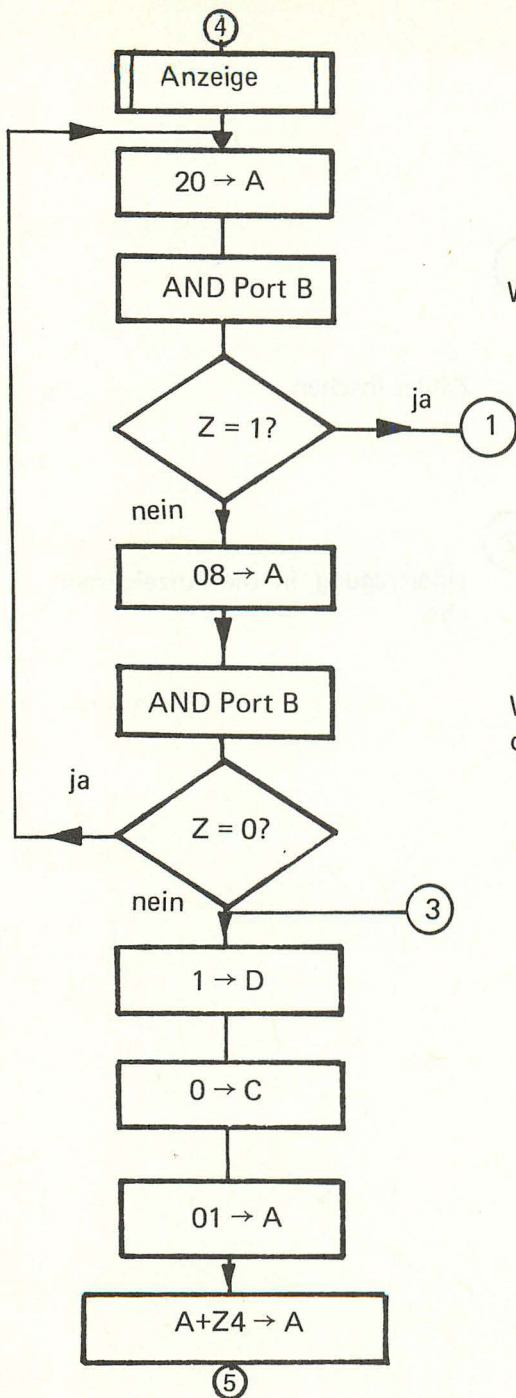 4
Anzeige
20 → A
AND Port B
W
Z = 1?
ja
1
nein
08 → A
AND Port B
W
d
ja
Z = 0?
nein
3
1 → D
0 → C
01 → A
A+Z4 → A
5